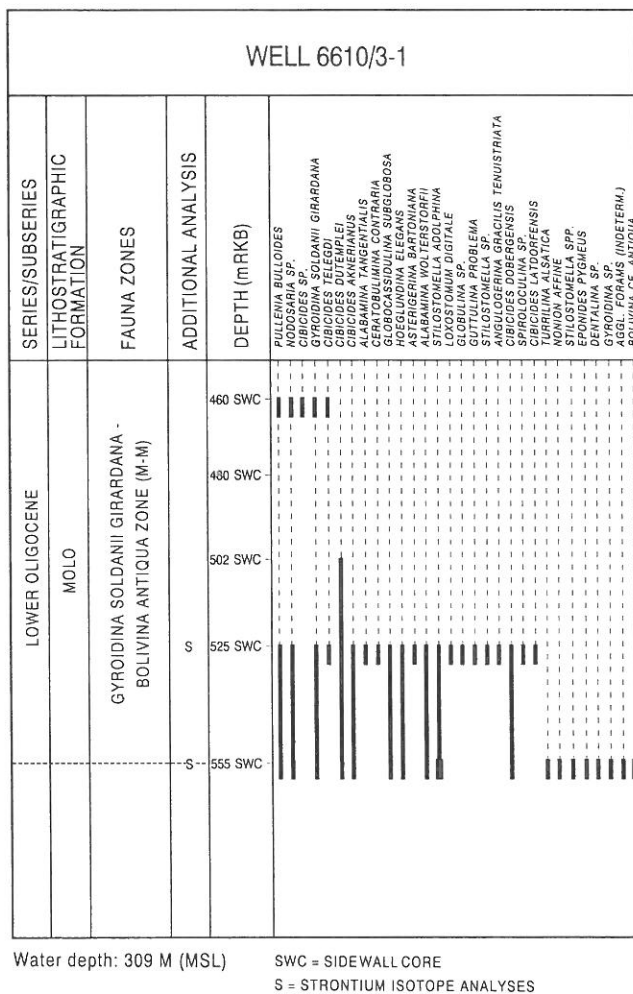 WELL 6610/3-1
SERIES/SUBSERIES
LITHOSTRATIGRAPHIC
FORMATION
FAUNA ZONES
ADDITIONAL ANALYSIS
DEPTH (mRKB)
PULLENIA BULLOIDES
NODOSARIA SP.
CIBICIDES SP.
GYROIDINA SOLDANII GIRARDANA
CIBICIDES TELEGDI
CIBICIDES DUTEMPLEI
CIBICIDES AKNERIANUS
ALABAMINA TANGENTIALIS
CERATOBULIMINA CONTRARIA
GLOBOCASSIDULINA SUBGLOBOSA
HOEGLUNDINA ELEGANS
ASTERIGERINA BARTONIANA
ALABAMINA WOLTERSTORFII
STILOSTOMELLA ADOLPHINA
LOXOSTOMUM DIGITALE
GLOBULINA SP.
GUTTULINA PROBLEMA
STILOSTOMELLA SP.
ANGULOGERINA GRACILIS TENUISTRIATA
CIBICIDES DOBERGENSIS
SPIROLOCULINA SP.
CIBICIDES LATDORFENSIS
TURRILINA ALSATICA
NONION AFFINE
STILOSTOMELLA SPP.
EPONIDES PYGMEUS
DENTALINA SP.
GYROIDINA SP.
AGGL. FORAMS (INDETERM.)
BOLIVINA CF. ANTIQUA
LOWER OLIGOCENE
MOLO
GYROIDINA SOLDANII GIRARDANA -
BOLIVINA ANTIQUA ZONE (M-M)
460 SWC
480 SWC
502 SWC
S
525 SWC
S
555 SWC
Water depth: 309 M (MSL)
SWC = SIDEWALL CORE
S = STRONTIUM ISOTOPE ANALYSES